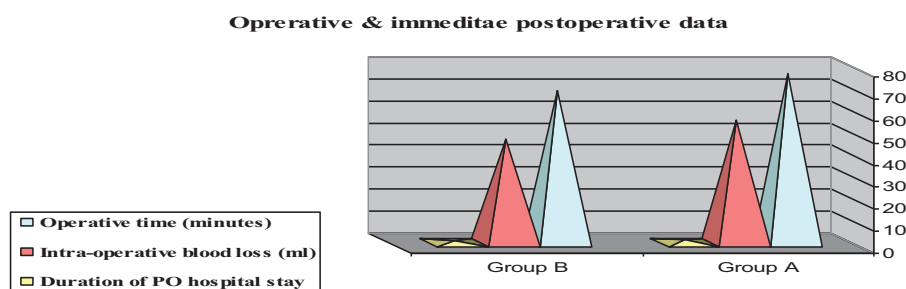 Oprerative & immeditae postoperative data
80
70
60
50
40
30
20
10
0
Group B Group A
Operative time (minutes)
Intra-operative blood loss (ml)
Duration of PO hospital stay